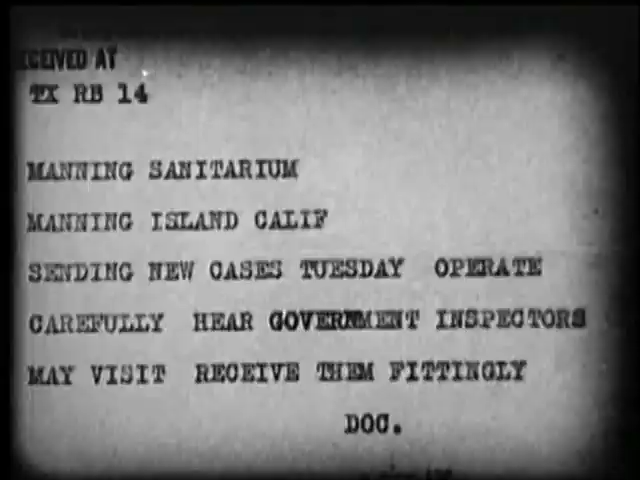 RECEIVED AT
TX RB 14
MANNING SANITARIUM
MANNING ISLAND CALIF
SENDING NEW CASES TUESDAY OPERATE
CAREFULLY HEAR GOVERNMENT INSPECTORS
MAY VISIT RECEIVE THEM FITTINGLY
DOC.